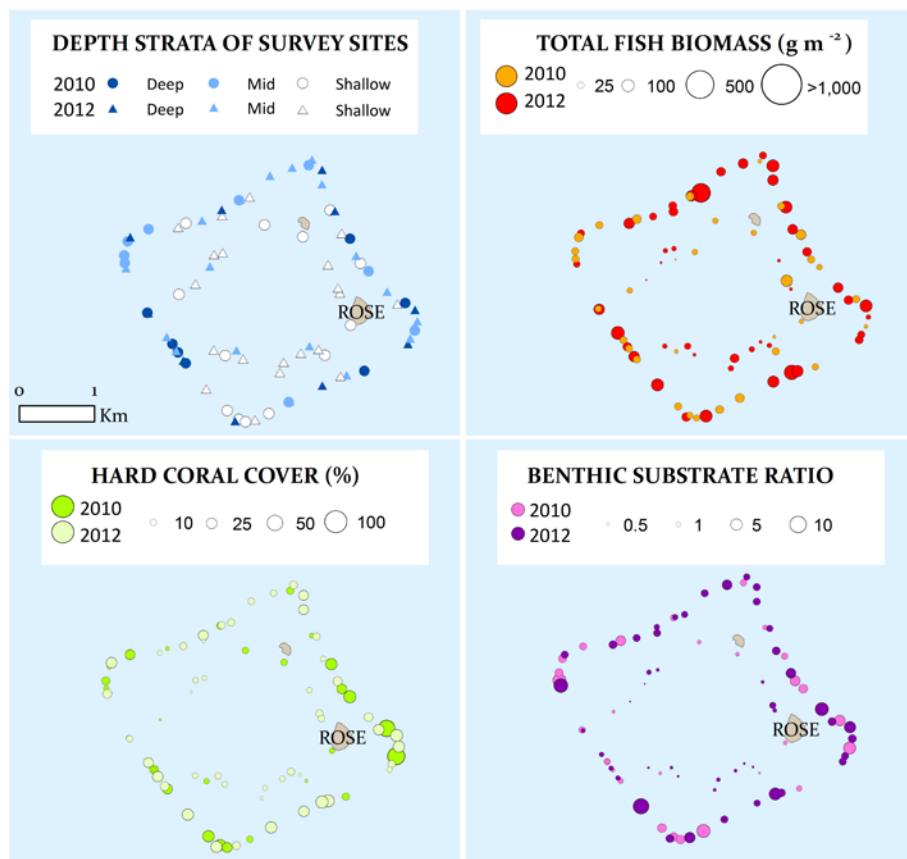 DEPTH STRATA OF SURVEY SITES
2010 Deep Mid Shallow
2012 Deep Mid Shallow
ROSE
0 1
Km
TOTAL FISH BIOMASS (g m⁻²)
2010
2012
25 100 500 >1,000
ROSE
HARD CORAL COVER (%)
2010
2012
10 25 50 100
ROSE
BENTHIC SUBSTRATE RATIO
2010
2012
0.5 1 5 10
ROSE